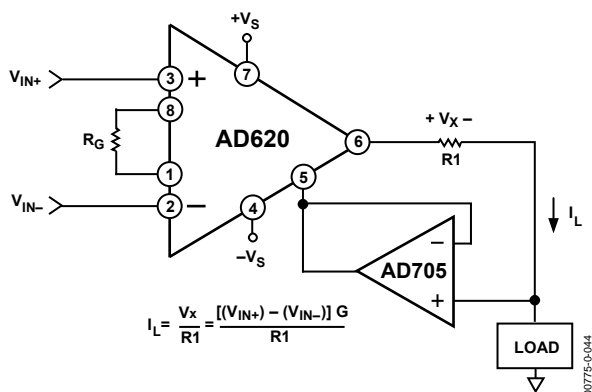 +VS
VIN+
3
+
7
8
RG
AD620
6
+ VX –
R1
1
5
2
–
4
VIN–
–VS
IL
–
AD705
+
IL= VX/R1 = [(VIN+) – (VIN–)] G/R1
LOAD
00775-0-044